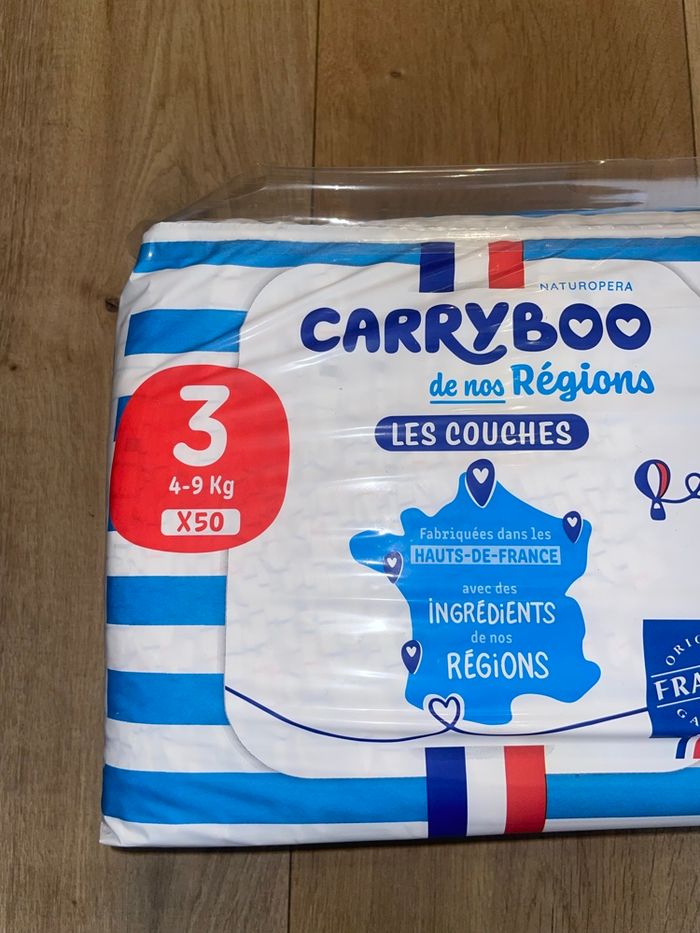 NATUROPERA
CARRYBOO
de nos Régions
LES COUCHES
3
4-9 Kg
X50
Fabriquées dans les
HAUTS-DE-FRANCE
avec des
INGRÉDiENTS
de nos
RÉGIONS